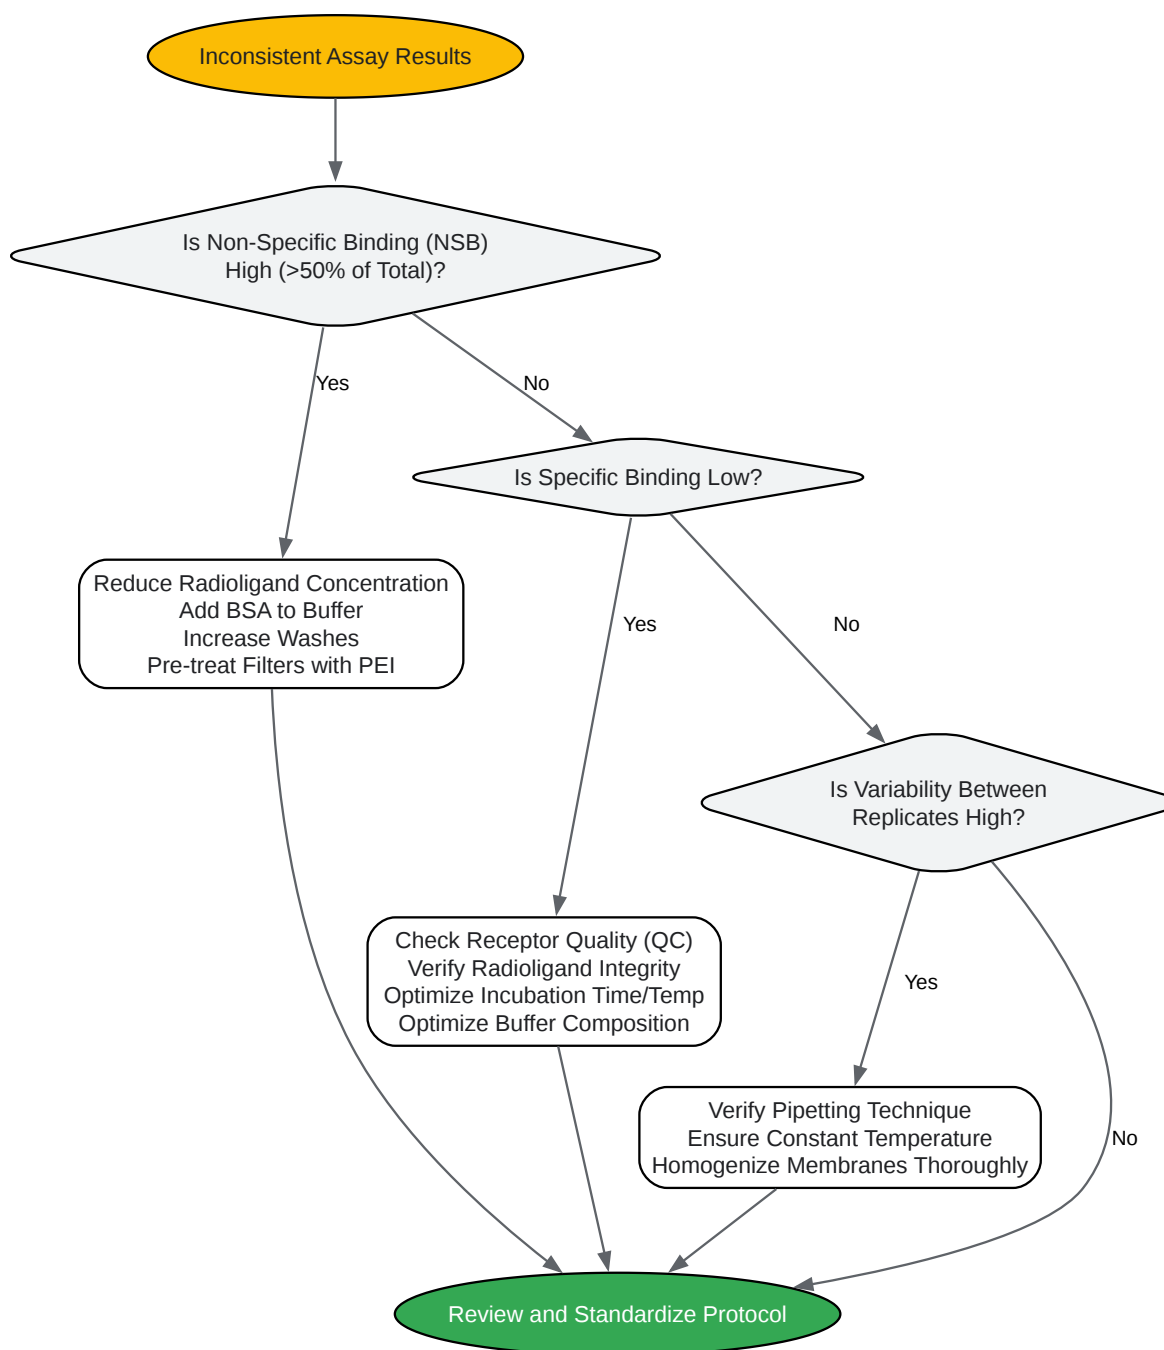 Inconsistent Assay Results
Is Non-Specific Binding (NSB)
High (>50% of Total)?
Yes
No
Is Specific Binding Low?
Reduce Radioligand Concentration
Add BSA to Buffer
Increase Washes
Pre-treat Filters with PEI
Yes
No
Is Variability Between
Replicates High?
Check Receptor Quality (QC)
Verify Radioligand Integrity
Optimize Incubation Time/Temp
Optimize Buffer Composition
Yes
No
Verify Pipetting Technique
Ensure Constant Temperature
Homogenize Membranes Thoroughly
Review and Standardize Protocol